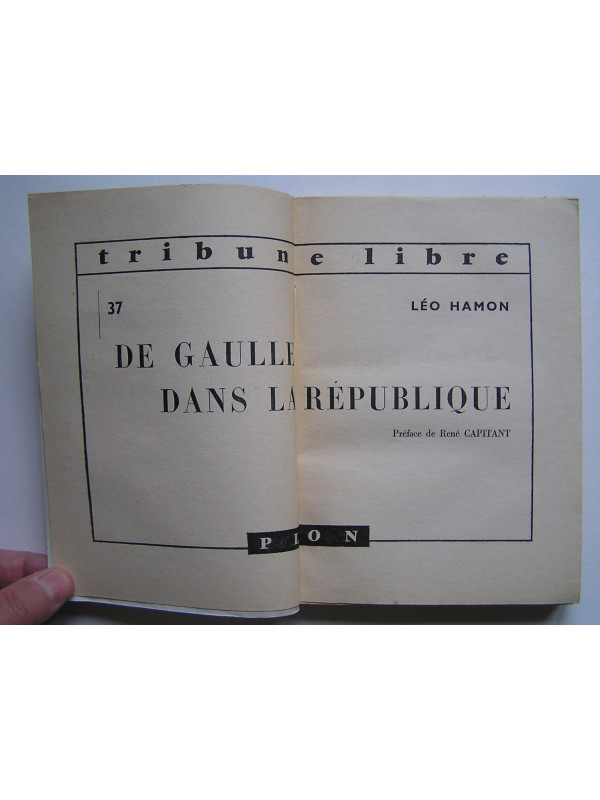 tribune libre
37
LÉO HAMON
DE GAULLE
DANS LA RÉPUBLIQUE
Préface de René CAPITANT
PLON